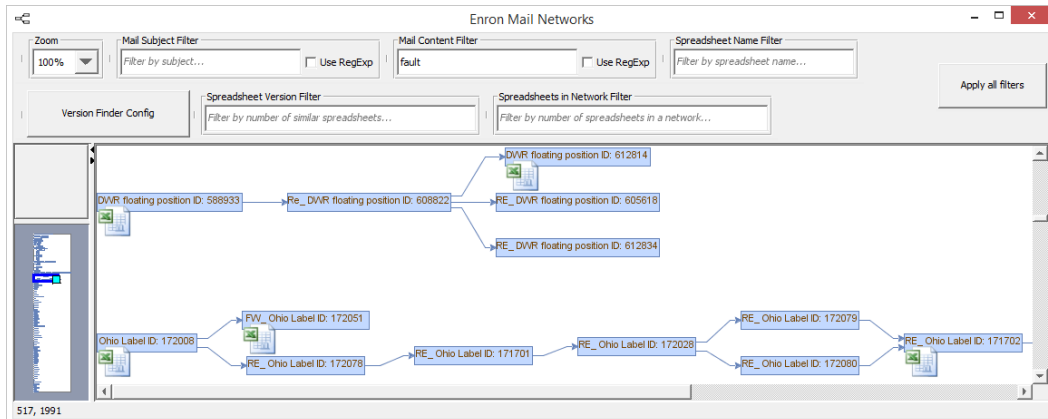 Enron Mail Networks
Zoom
Mail Subject Filter
Mail Content Filter
Spreadsheet Name Filter
100%
Filter by subject...
Use RegExp
fault
Use RegExp
Filter by spreadsheet name...
Apply all filters
Version Finder Config
Spreadsheet Version Filter
Spreadsheets in Network Filter
Filter by number of similar spreadsheets...
Filter by number of spreadsheets in a network...
DWR floating position ID: 612814
DWR floating position ID: 588933
Re_ DWR floating position ID: 608822
RE_ DWR floating position ID: 605618
RE_ DWR floating position ID: 612834
FW_ Ohio Label ID: 172051
RE_ Ohio Label ID: 172079
Ohio Label ID: 172008
RE_ Ohio Label ID: 172028
RE_ Ohio Label ID: 171702
RE_ Ohio Label ID: 171701
RE_ Ohio Label ID: 172078
RE_ Ohio Label ID: 172080
517, 1991